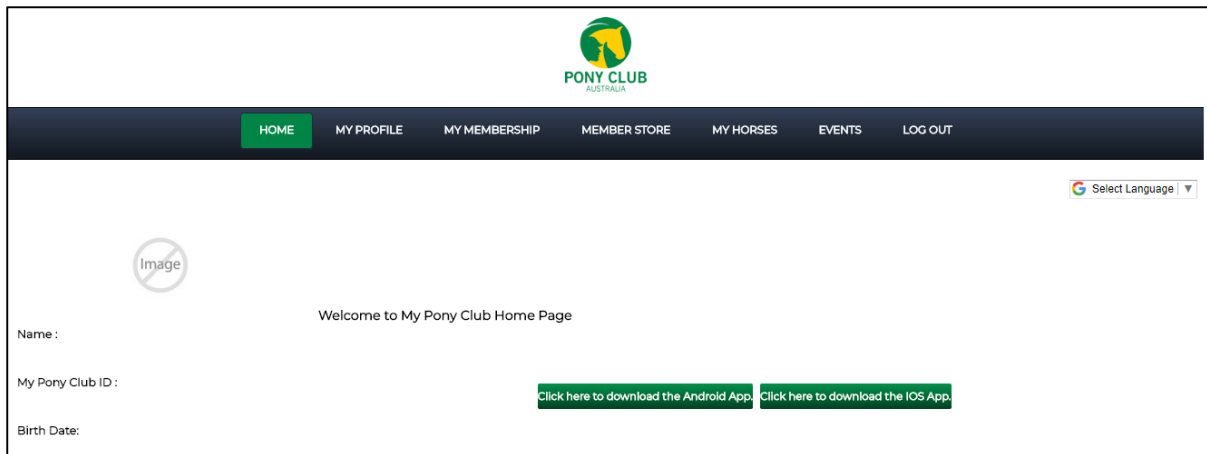 PONY CLUB
AUSTRALIA
HOME MY PROFILE MY MEMBERSHIP MEMBER STORE MY HORSES EVENTS LOG OUT
G Select Language ▼
Image
Welcome to My Pony Club Home Page
Name :
My Pony Club ID :
Click here to download the Android App. Click here to download the IOS App.
Birth Date: